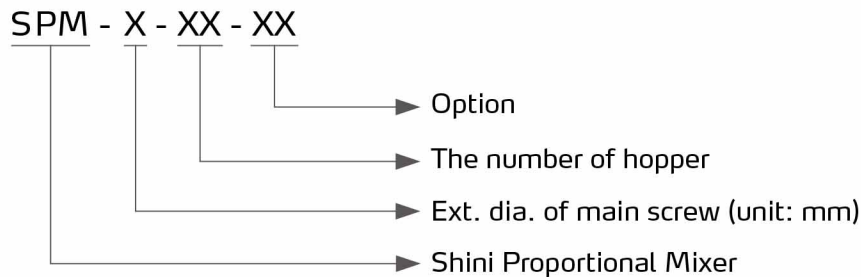 SPM - X - XX - XX
Option
The number of hopper
Ext. dia. of main screw (unit: mm)
Shini Proportional Mixer